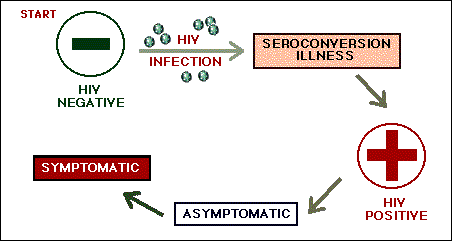 START
HIV
NEGATIVE
HIV
INFECTION
SEROCONVERSION
ILLNESS
HIV
POSITIVE
ASYMPTOMATIC
SYMPTOMATIC